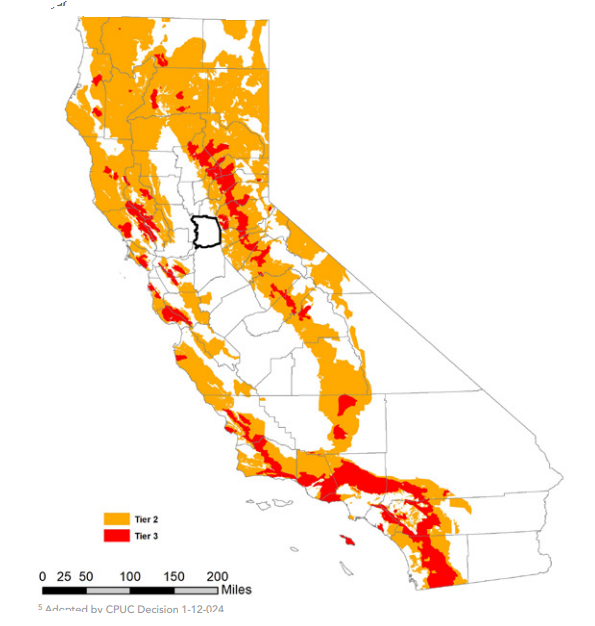 Tier 2
Tier 3
0 25 50 100 150 200
Miles
5 Adopted by CPUC Decision 1-12-024